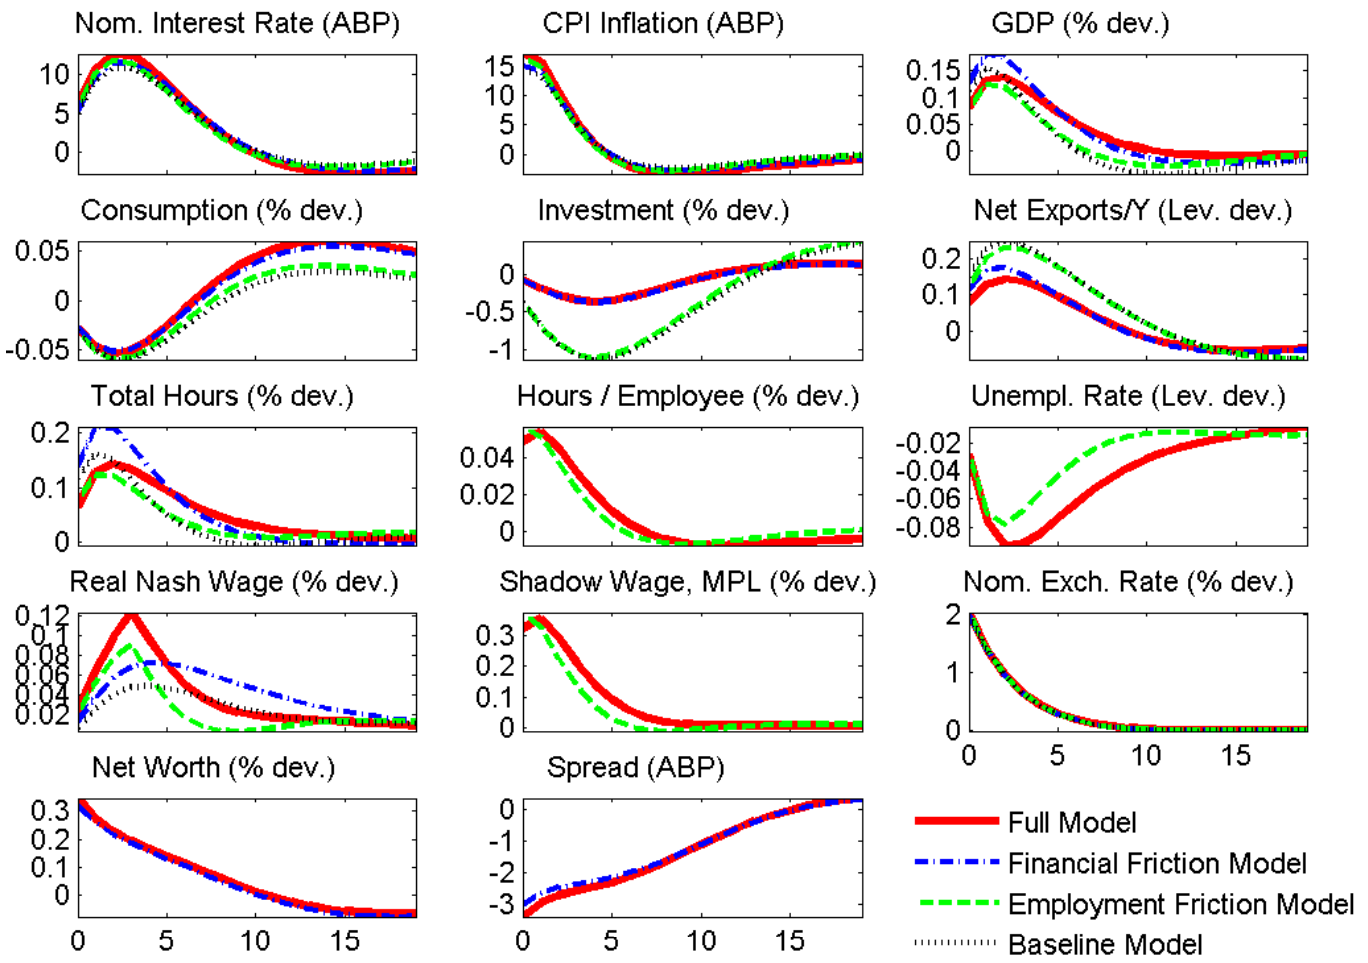 Nom. Interest Rate (ABP)
CPI Inflation (ABP)
GDP (% dev.)
10
5
0
15
10
5
0
0.15
0.1
0.05
0
Consumption (% dev.)
Investment (% dev.)
Net Exports/Y (Lev. dev.)
0.05
0
-0.05
0
-0.5
-1
0.2
0.1
0
Total Hours (% dev.)
Hours / Employee (% dev.)
Unempl. Rate (Lev. dev.)
0.2
0.1
0
0.04
0.02
0
-0.02
-0.04
-0.06
-0.08
Real Nash Wage (% dev.)
Shadow Wage, MPL (% dev.)
Nom. Exch. Rate (% dev.)
0.12
0.1
0.08
0.06
0.04
0.02
0.3
0.2
0.1
0
2
1
0
0 5 10 15
Net Worth (% dev.)
Spread (ABP)
0.3
0.2
0.1
0
0 5 10 15
0
-1
-2
-3
0 5 10 15
Full Model
Financial Friction Model
Employment Friction Model
Baseline Model